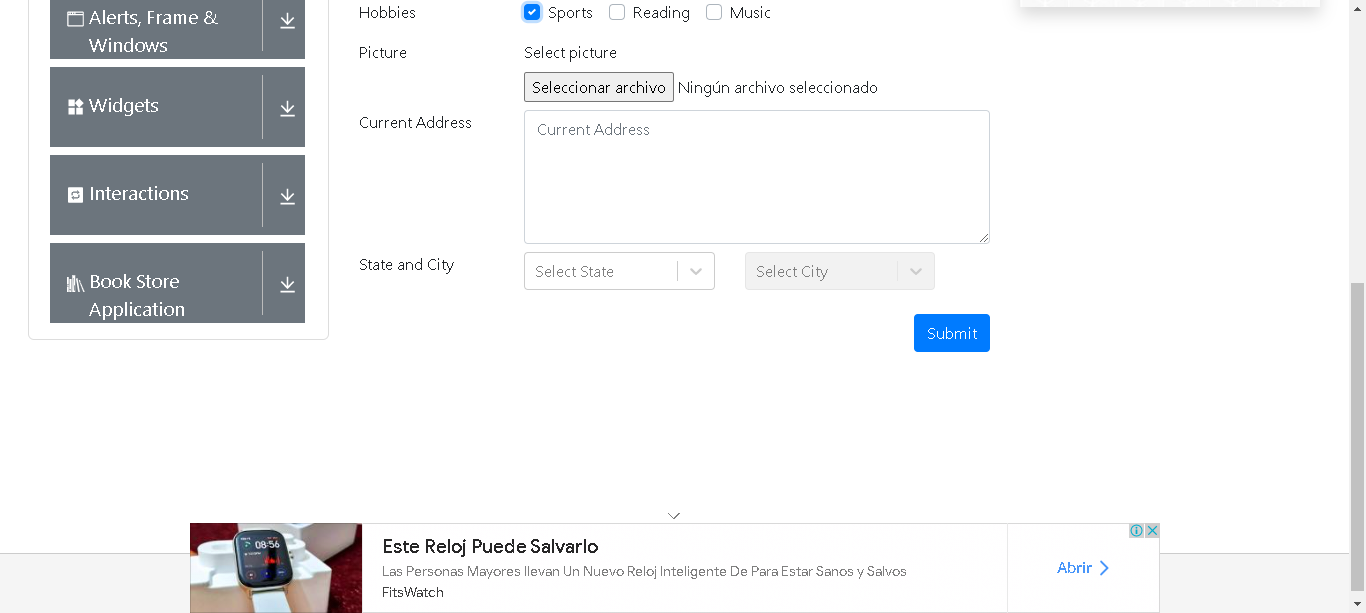 Alerts, Frame &
Windows
Widgets
Interactions
Book Store
Application
Hobbies
Sports Reading Music
Picture
Select picture
Seleccionar archivo Ningún archivo seleccionado
Current Address
Current Address
State and City
Select State
Select City
Submit
08:56
Este Reloj Puede Salvarlo
Las Personas Mayores llevan Un Nuevo Reloj Inteligente De Para Estar Sanos y Salvos
FitsWatch
Abrir